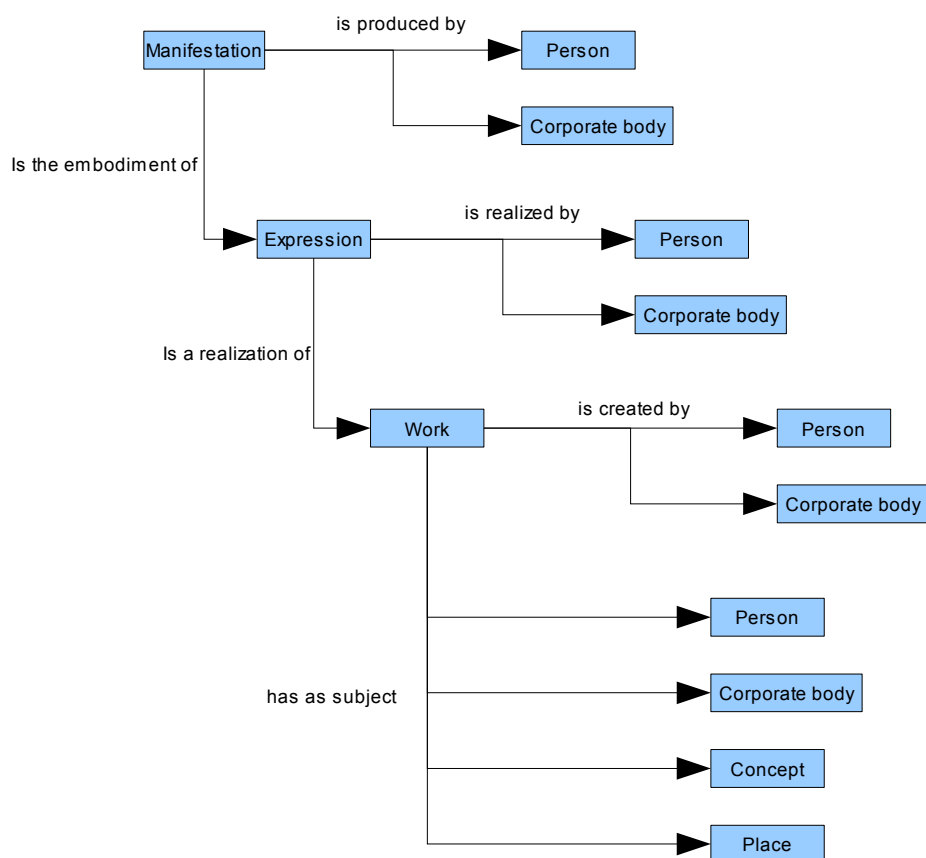 is produced by
Manifestation
Person
Corporate body
Is the embodiment of
is realized by
Expression
Person
Corporate body
Is a realization of
is created by
Work
Person
Corporate body
Person
has as subject
Corporate body
Concept
Place